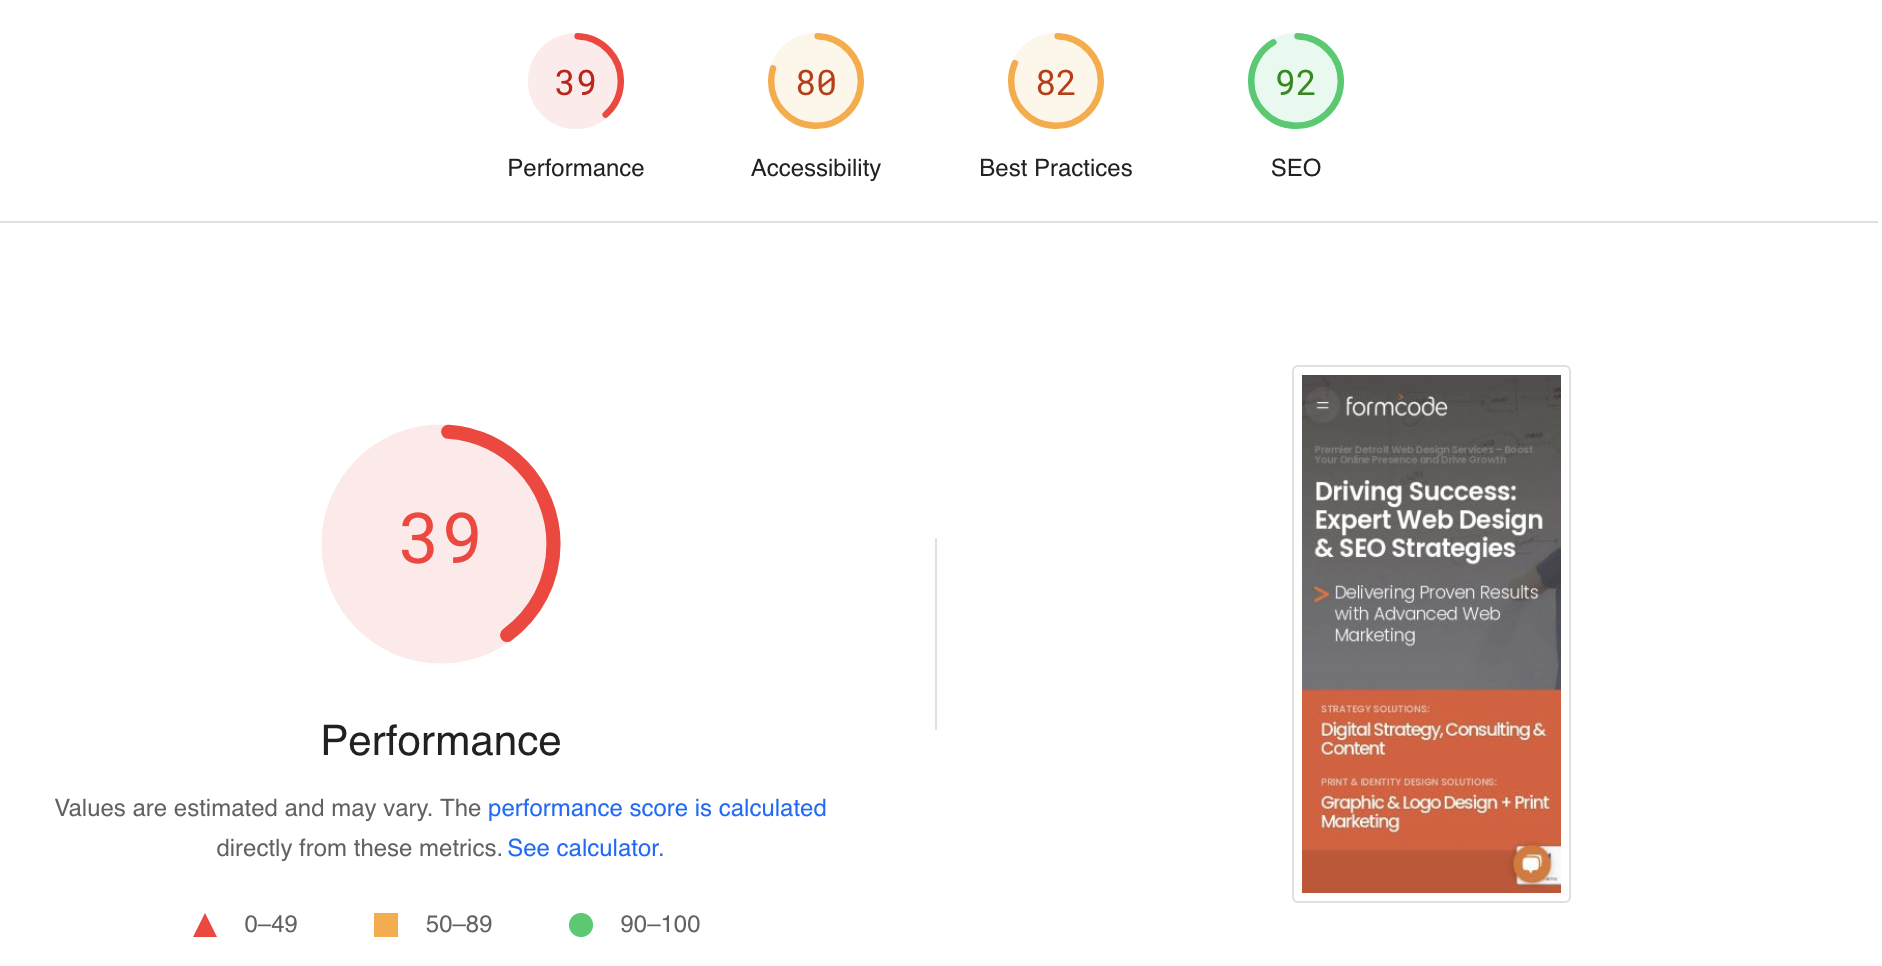 39
80
82
92
Performance
Accessibility
Best Practices
SEO
39
Performance
Values are estimated and may vary. The performance score is calculated
directly from these metrics. See calculator.
0–49
50–89
90–100
formcode
Premier Detroit Web Design Services – Boost
Your Online Presence and Drive Growth
Driving Success:
Expert Web Design
& SEO Strategies
Delivering Proven Results
with Advanced Web
Marketing
STRATEGY SOLUTIONS:
Digital Strategy, Consulting &
Content
PRINT & IDENTITY DESIGN SOLUTIONS:
Graphic & Logo Design + Print
Marketing